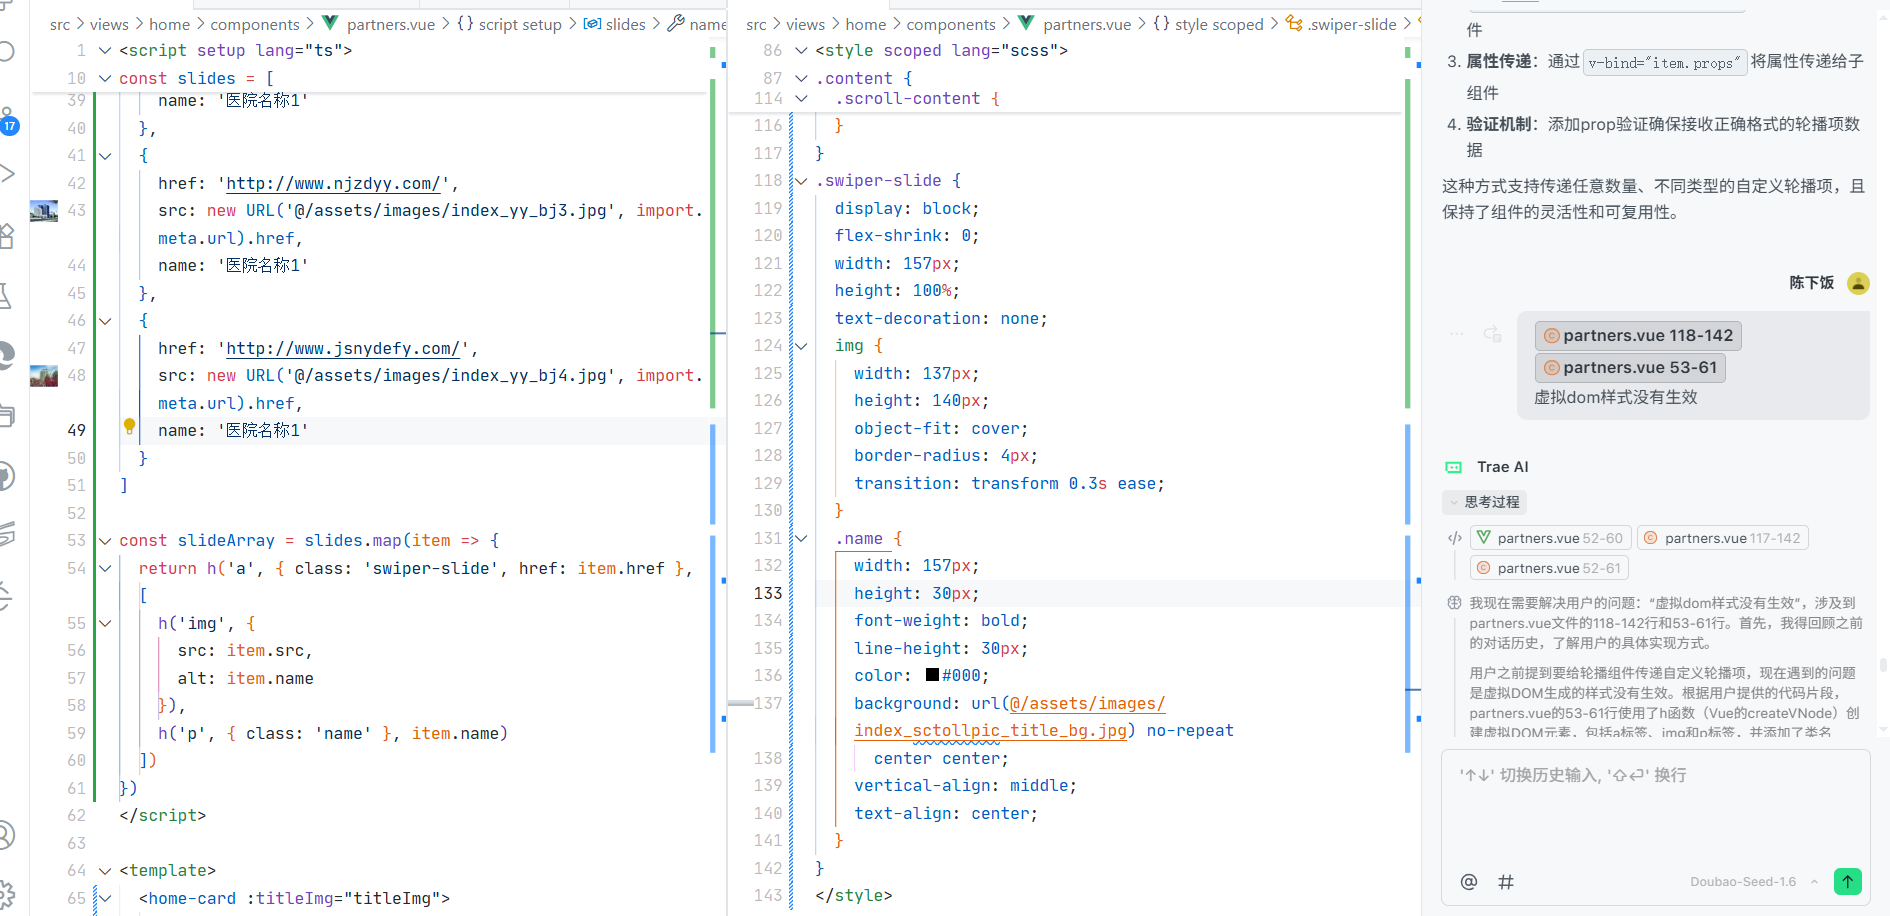 src > views > home > components > partners.vue > {} script setup > slides > name
1 <script setup lang="ts">
10 const slides = [
39 name: '医院名称1'
40 },
41 {
42 href: 'http://www.njzdyy.com/',
43 src: new URL('@/assets/images/index_yy_bj3.jpg', import.
meta.url).href,
44 name: '医院名称1'
45 },
46 {
47 href: 'http://www.jsnydefy.com/',
48 src: new URL('@/assets/images/index_yy_bj4.jpg', import.
meta.url).href,
49 name: '医院名称1'
50 }
51 ]
52
53 const slideArray = slides.map(item => {
54 return h('a', { class: 'swiper-slide', href: item.href },
[
55 h('img', {
56 src: item.src,
57 alt: item.name
58 }),
59 h('p', { class: 'name' }, item.name)
60 ])
61 })
62 </script>
63
64 <template>
65 <home-card :titleImg="titleImg">
17
src > views > home > components > partners.vue > {} style scoped > .swiper-slide >
86 <style scoped lang="scss">
87 .content {
114 .scroll-content {
116 }
117 }
118 .swiper-slide {
119 display: block;
120 flex-shrink: 0;
121 width: 157px;
122 height: 100%;
123 text-decoration: none;
124 img {
125 width: 137px;
126 height: 140px;
127 object-fit: cover;
128 border-radius: 4px;
129 transition: transform 0.3s ease;
130 }
131 .name {
132 width: 157px;
133 height: 30px;
134 font-weight: bold;
135 line-height: 30px;
136 color: #000;
137 background: url(@/assets/images/
index_sctollpic_title_bg.jpg) no-repeat
138 center center;
139 vertical-align: middle;
140 text-align: center;
141 }
142 }
143 </style>
件
3. 属性传递：通过 v-bind="item.props" 将属性传递给子
组件
4. 验证机制：添加prop验证确保接收正确格式的轮播项数
据
这种方式支持传递任意数量、不同类型的自定义轮播项，且
保持了组件的灵活性和可复用性。
陈下饭
partners.vue 118-142
partners.vue 53-61
虚拟dom样式没有生效
Trae AI
思考过程
partners.vue 52-60 partners.vue 117-142
partners.vue 52-61
我现在需要解决用户的问题：“虚拟dom样式没有生效”，涉及到
partners.vue文件的118-142行和53-61行。首先，我得回顾之前
的对话历史，了解用户的具体实现方式。
用户之前提到要给轮播组件传递自定义轮播项，现在遇到的问题
是虚拟DOM生成的样式没有生效。根据用户提供的代码片段，
partners.vue的53-61行使用了h函数（Vue的createVNode）创
建虚拟DOM元素，包括a标签、img和p标签，并添加了类名
'↑↓' 切换历史输入, '⇧⏎' 换行
@ # Doubao-Seed-1.6